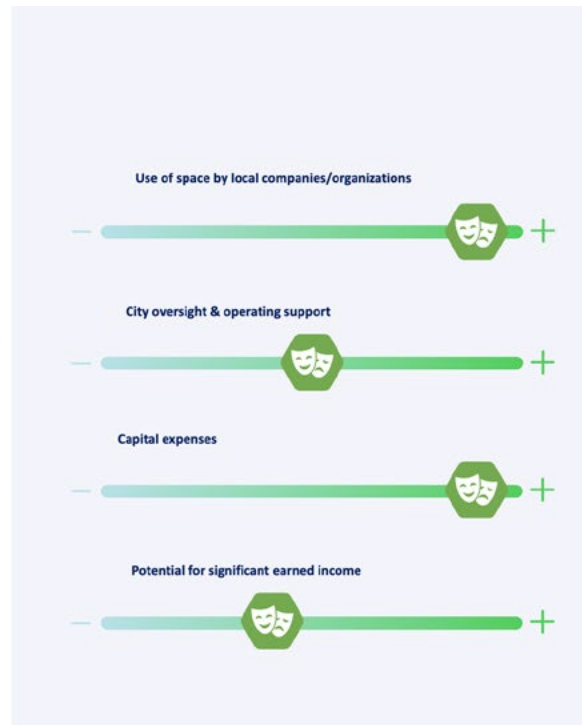 Use of space by local companies/organizations
City oversight & operating support
Capital expenses
Potential for significant earned income